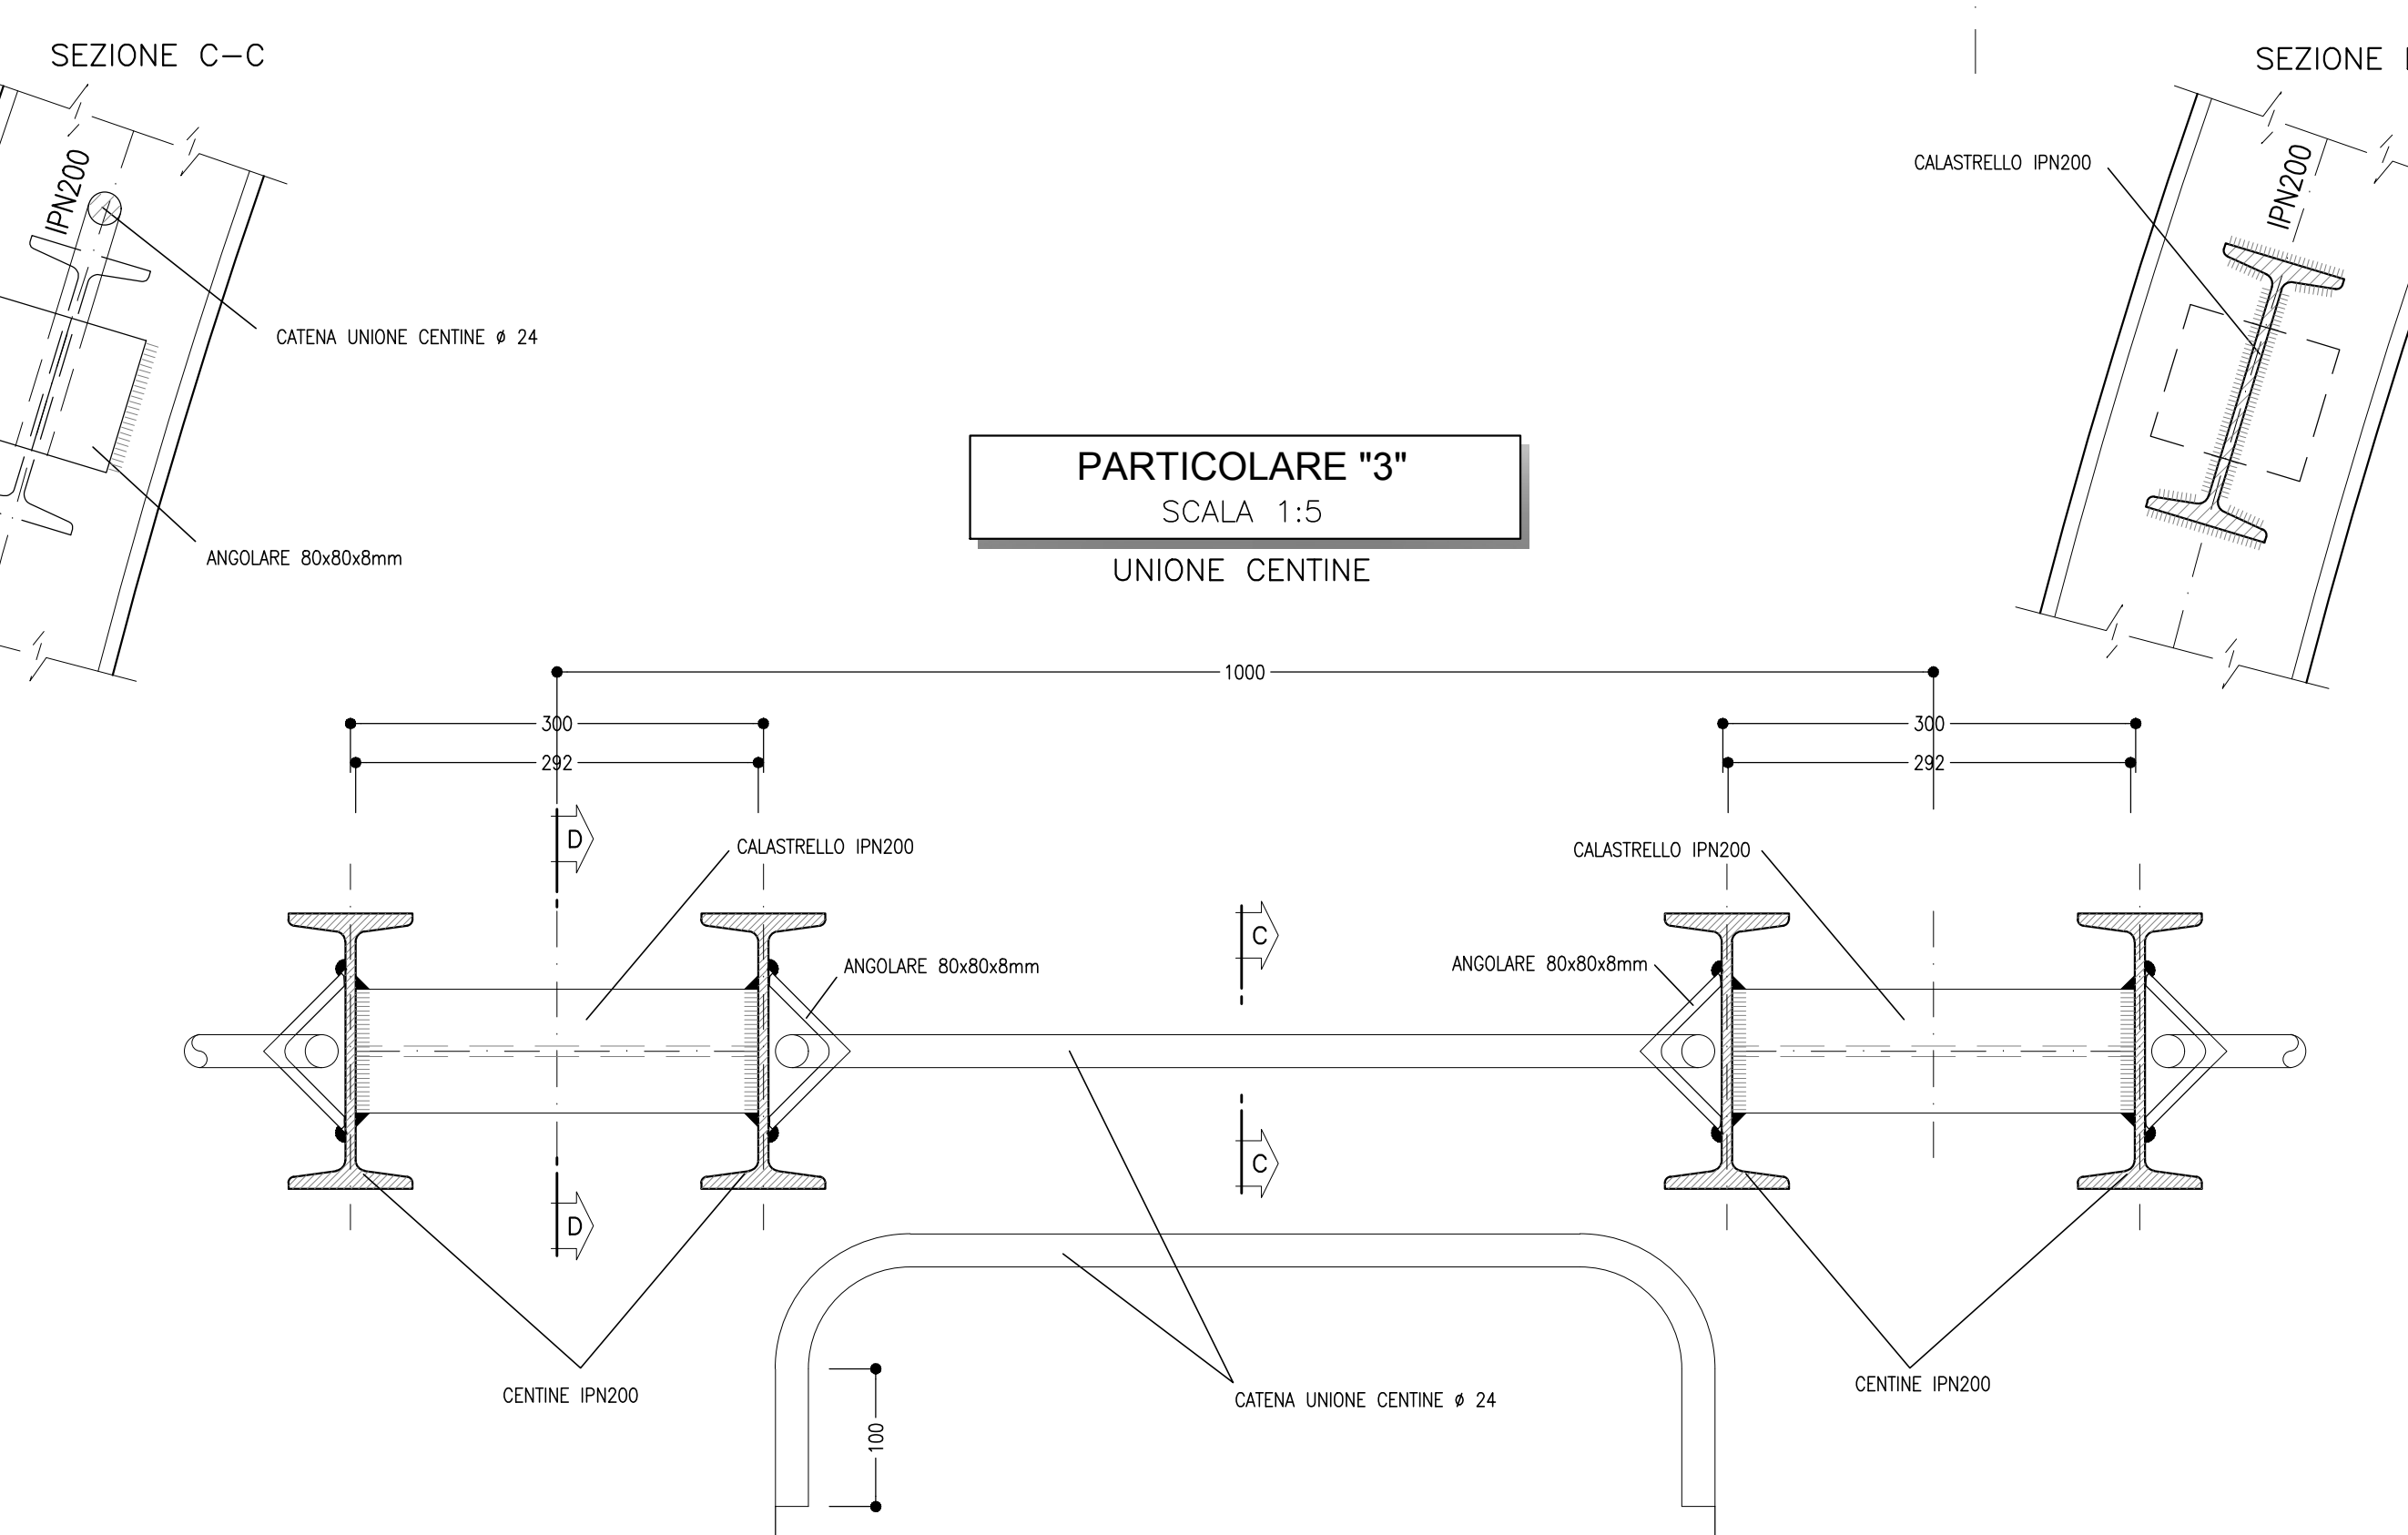 SEZIONE C-C
SEZIONE
IPN200
CATENA UNIONE CENTINE ø 24
ANGOLARE 80x80x8mm
CALASTRELLO IPN200
IPN200
PARTICOLARE "3"
SCALA 1:5
UNIONE CENTINE
1000
300
300
292
292
D
CALASTRELLO IPN200
CALASTRELLO IPN200
C
ANGOLARE 80x80x8mm
ANGOLARE 80x80x8mm
C
D
CENTINE IPN200
CATENA UNIONE CENTINE ø 24
CENTINE IPN200
100